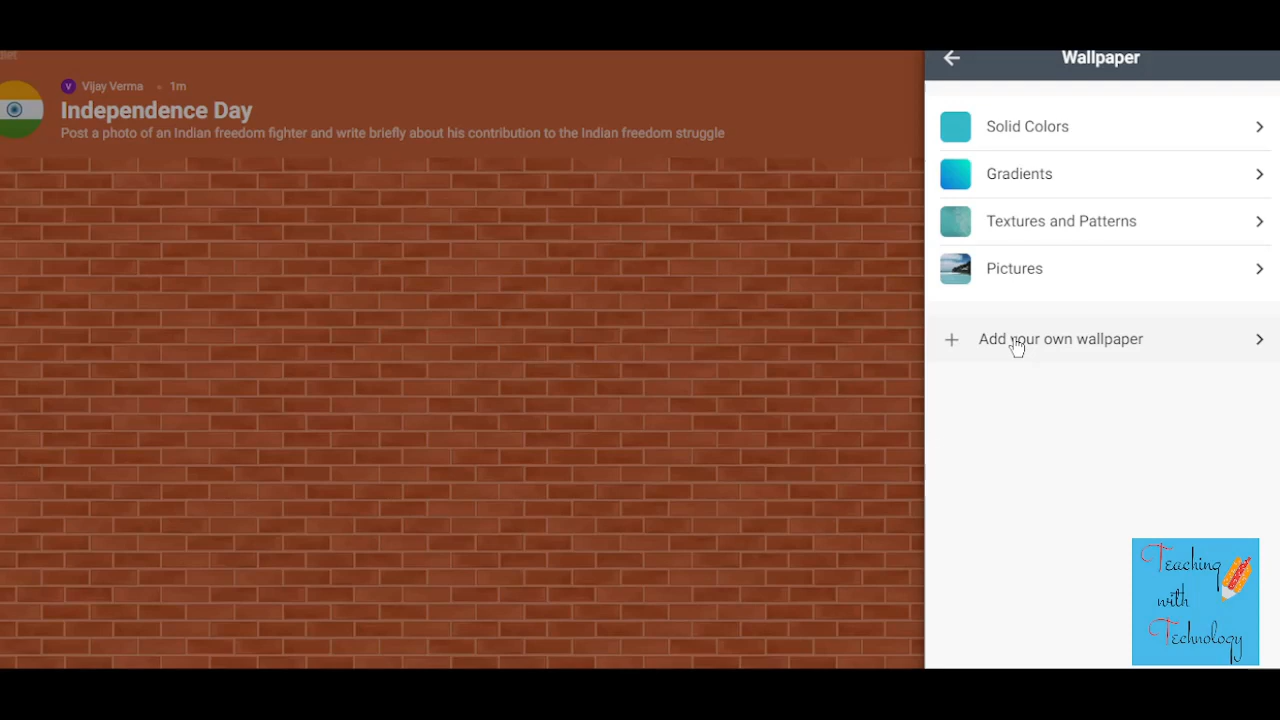 V Vijay Verma • 1m
Independence Day
Post a photo of an Indian freedom fighter and write briefly about his contribution to the Indian freedom struggle
Wallpaper
Solid Colors
Gradients
Textures and Patterns
Pictures
Add your own wallpaper
Teaching
with
Technology